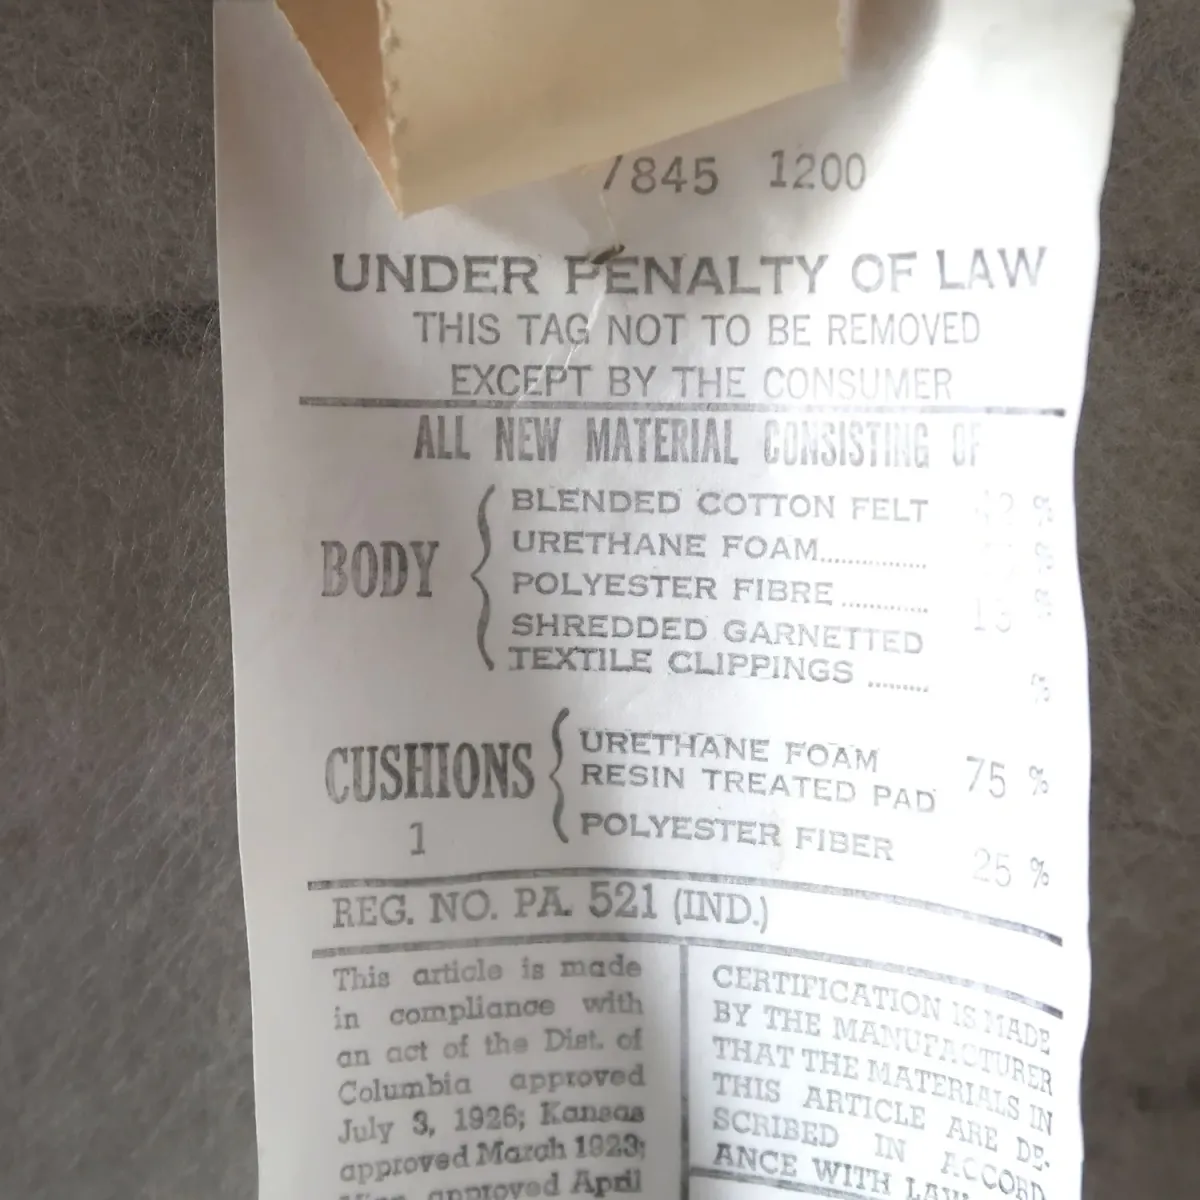 7845 1200
UNDER PENALTY OF LAW
THIS TAG NOT TO BE REMOVED
EXCEPT BY THE CONSUMER
ALL NEW MATERIAL CONSISTING OF
BODY
BLENDED COTTON FELT 42 %
URETHANE FOAM.............. %
POLYESTER FIBRE ........... %
SHREDDED GARNETTED
TEXTILE CLIPPINGS ........ %
CUSHIONS
1
URETHANE FOAM 75 %
RESIN TREATED PAD
POLYESTER FIBER 25 %
REG. NO. PA. 521 (IND.)
This article is made
in compliance with
an act of the Dist. of
Columbia approved
July 3, 1926; Kansas
approved March 1923;
approved April
CERTIFICATION IS MADE
BY THE MANUFACTURER
THAT THE MATERIALS IN
THIS ARTICLE ARE DE-
SCRIBED IN ACCORD
ANCE WITH LAW